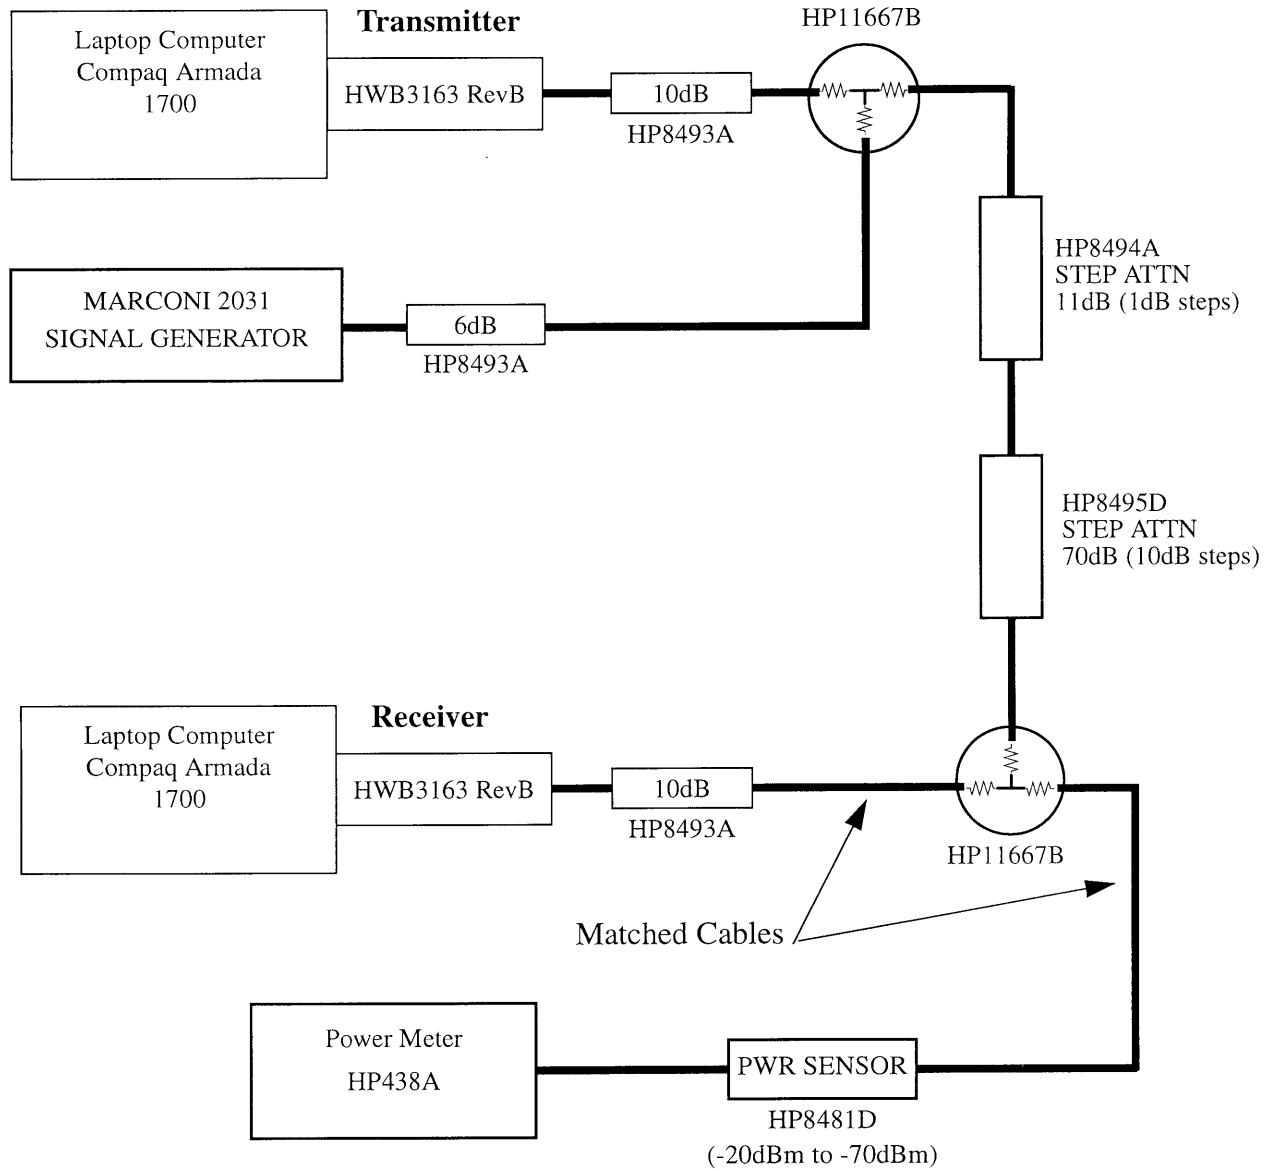 Transmitter
HP11667B
Laptop Computer
Compaq Armada
1700
HWB3163 RevB
10dB
HP8493A
HP8494A
STEP ATTN
11dB (1dB steps)
MARCONI 2031
SIGNAL GENERATOR
6dB
HP8493A
HP8495D
STEP ATTN
70dB (10dB steps)
Receiver
Laptop Computer
Compaq Armada
1700
HWB3163 RevB
10dB
HP8493A
HP11667B
Matched Cables
Power Meter
HP438A
PWR SENSOR
HP8481D
(-20dBm to -70dBm)